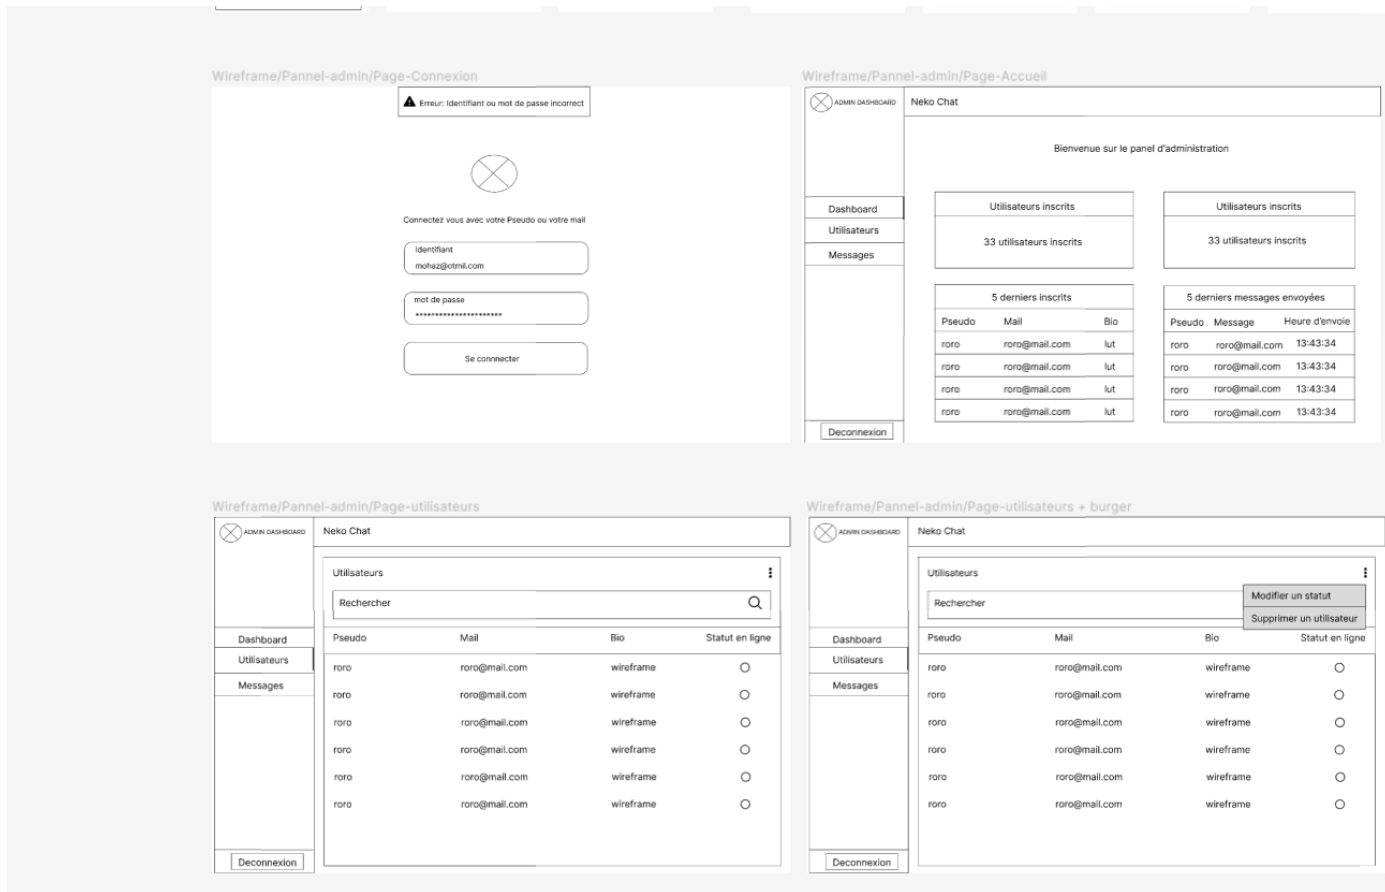 Wireframe/Pannel-admin/Page-Connexion
Erreur: Identifiant ou mot de passe incorrect
Connectez vous avec votre Pseudo ou votre mail
Identifiant
mohaz@otmil.com
mot de passe
**********************
Se connnecter
Wireframe/Pannel-admin/Page-Accueil
ADMIN DASHBOARD
Neko Chat
Bienvenue sur le panel d'administration
Dashboard
Utilisateurs
Messages
Deconnexion
Utilisateurs inscrits
33 utilisateurs inscrits
Utilisateurs inscrits
33 utilisateurs inscrits
5 derniers inscrits
Pseudo Mail Bio
roro roro@mail.com lut
roro roro@mail.com lut
roro roro@mail.com lut
roro roro@mail.com lut
5 derniers messages envoyées
Pseudo Message Heure d'envoie
roro roro@mail.com 13:43:34
roro roro@mail.com 13:43:34
roro roro@mail.com 13:43:34
roro roro@mail.com 13:43:34
Wireframe/Pannel-admin/Page-utilisateurs
ADMIN DASHBOARD
Neko Chat
Dashboard
Utilisateurs
Messages
Deconnexion
Utilisateurs
Rechercher
Pseudo Mail Bio Statut en ligne
roro roro@mail.com wireframe
roro roro@mail.com wireframe
roro roro@mail.com wireframe
roro roro@mail.com wireframe
roro roro@mail.com wireframe
roro roro@mail.com wireframe
Wireframe/Pannel-admin/Page-utilisateurs + burger
ADMIN DASHBOARD
Neko Chat
Dashboard
Utilisateurs
Messages
Deconnexion
Utilisateurs
Rechercher
Modifier un statut
Supprimer un utilisateur
Pseudo Mail Bio Statut en ligne
roro roro@mail.com wireframe
roro roro@mail.com wireframe
roro roro@mail.com wireframe
roro roro@mail.com wireframe
roro roro@mail.com wireframe
roro roro@mail.com wireframe